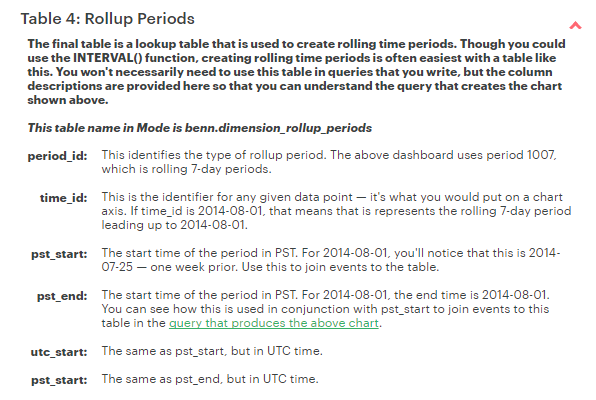 Table 4: Rollup Periods
The final table is a lookup table that is used to create rolling time periods. Though you could
use the INTERVAL() function, creating rolling time periods is often easiest with a table like
this. You won't necessarily need to use this table in queries that you write, but the column
descriptions are provided here so that you can understand the query that creates the chart
shown above.
This table name in Mode is benn.dimension_rollup_periods
period_id: This identifies the type of rollup period. The above dashboard uses period 1007,
which is rolling 7-day periods.
time_id: This is the identifier for any given data point — it's what you would put on a chart
axis. If time_id is 2014-08-01, that means that is represents the rolling 7-day period
leading up to 2014-08-01.
pst_start: The start time of the period in PST. For 2014-08-01, you'll notice that this is 2014-
07-25 — one week prior. Use this to join events to the table.
pst_end: The start time of the period in PST. For 2014-08-01, the end time is 2014-08-01.
You can see how this is used in conjunction with pst_start to join events to this
table in the query that produces the above chart.
utc_start: The same as pst_start, but in UTC time.
pst_start: The same as pst_end, but in UTC time.